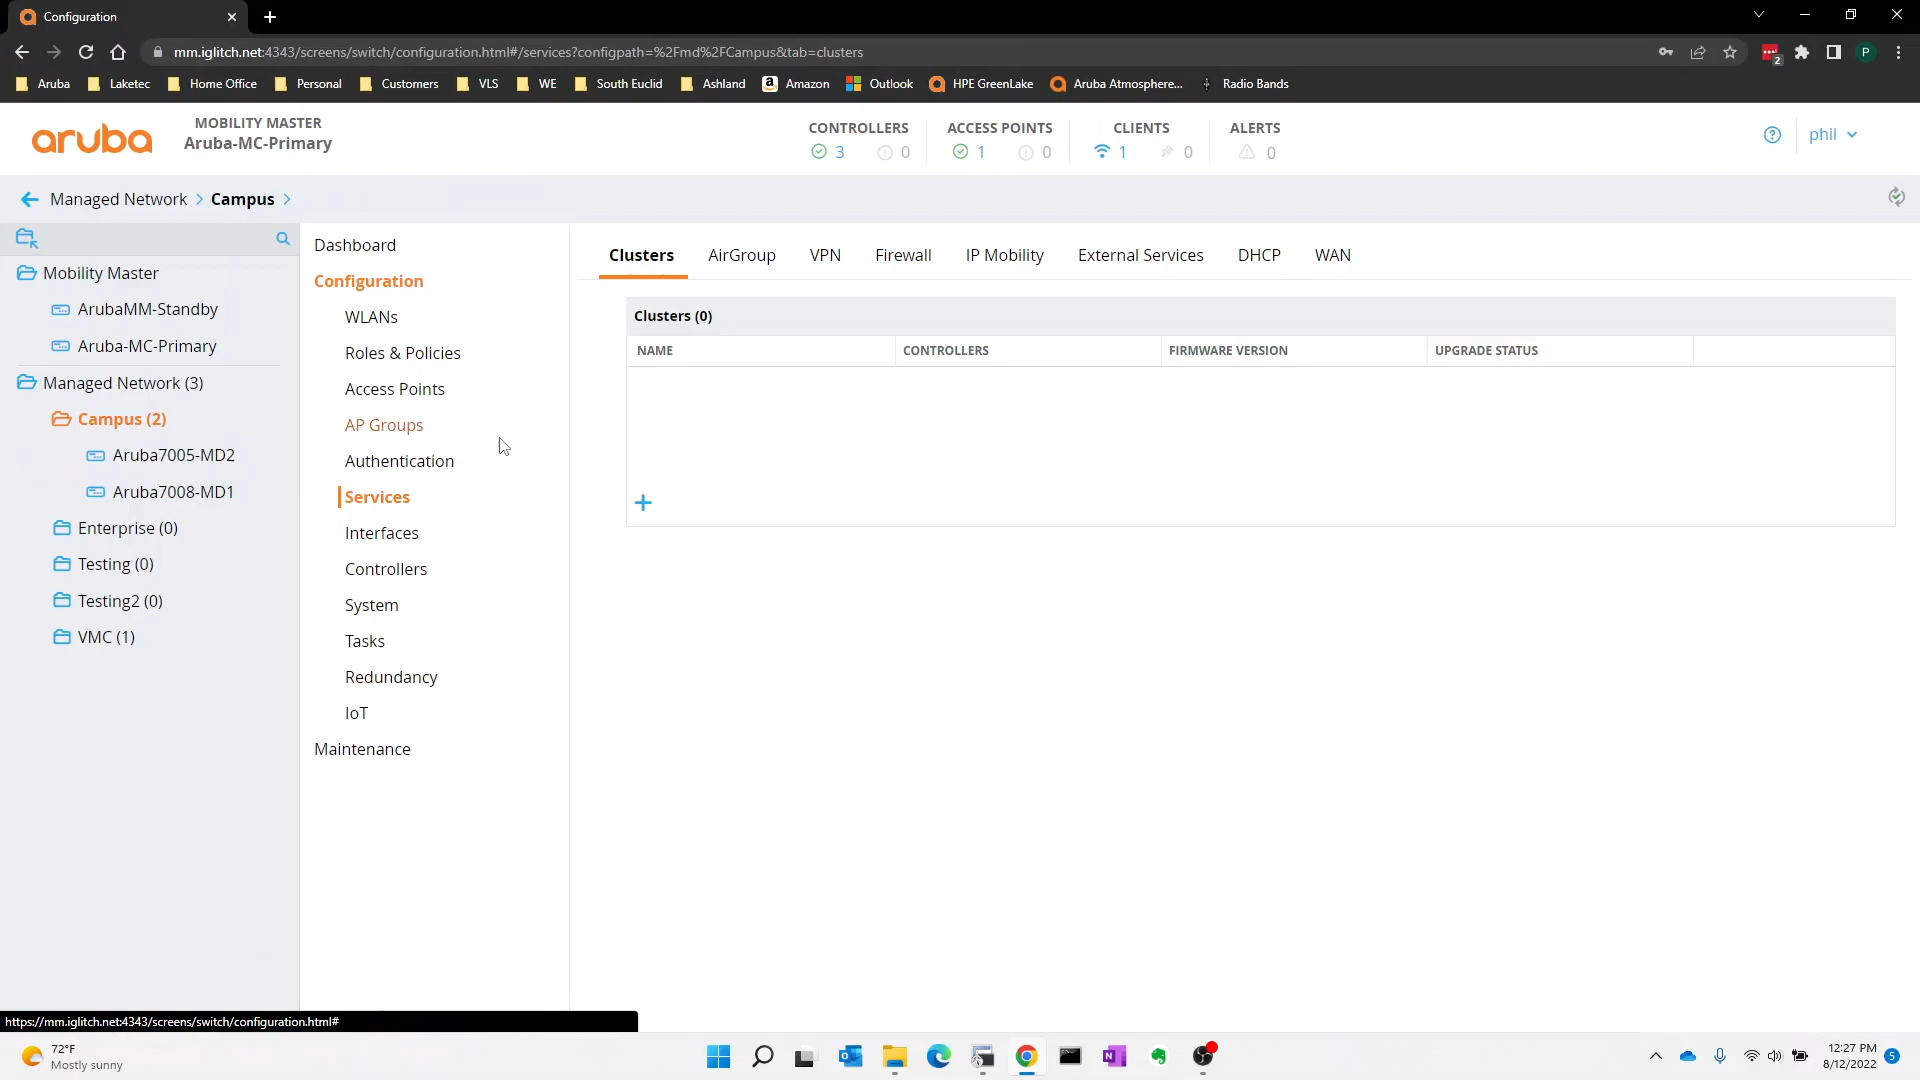 Configuration
mm.iglitch.net:4343/screens/switch/configuration.html#/services?configpath=%2Fmd%2FCampus&tab=clusters
2
P
Aruba
Laketec
Home Office
Personal
Customers
VLS
WE
South Euclid
Ashland
Amazon
Outlook
HPE GreenLake
Aruba Atmosphere...
Radio Bands
aruba
MOBILITY MASTER
Aruba-MC-Primary
CONTROLLERS
3
0
ACCESS POINTS
1
0
CLIENTS
1
0
ALERTS
0
phil
Managed Network > Campus >
Mobility Master
ArubaMM-Standby
Aruba-MC-Primary
Managed Network (3)
Campus (2)
Aruba7005-MD2
Aruba7008-MD1
Enterprise (0)
Testing (0)
Testing2 (0)
VMC (1)
Dashboard
Configuration
WLANs
Roles & Policies
Access Points
AP Groups
Authentication
Services
Interfaces
Controllers
System
Tasks
Redundancy
IoT
Maintenance
Clusters
AirGroup
VPN
Firewall
IP Mobility
External Services
DHCP
WAN
Clusters (0)
NAME
CONTROLLERS
FIRMWARE VERSION
UPGRADE STATUS
https://mm.iglitch.net:4343/screens/switch/configuration.html#
72°F
Mostly sunny
12:27 PM
8/12/2022
5